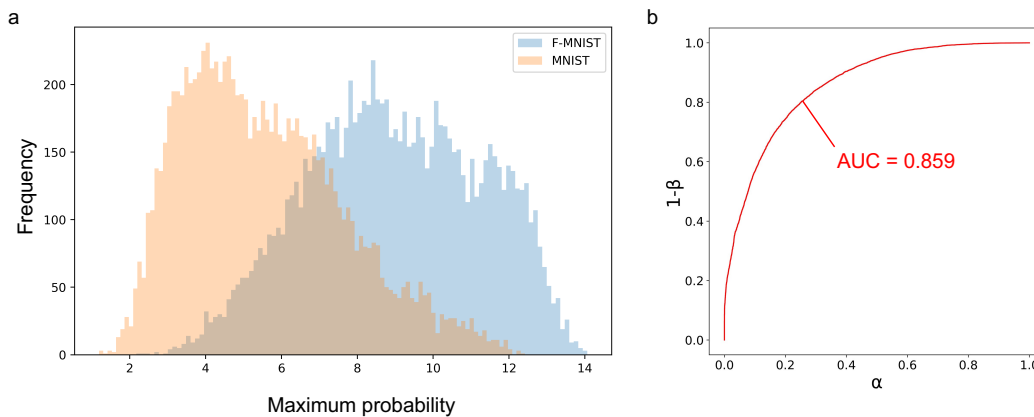 a
Frequency
200
150
100
50
0
2 4 6 8 10 12 14
Maximum probability
F-MNIST
MNIST
b
1-β
1.0
0.8
0.6
0.4
0.2
0.0
0.0 0.2 0.4 0.6 0.8 1.0
α
AUC = 0.859